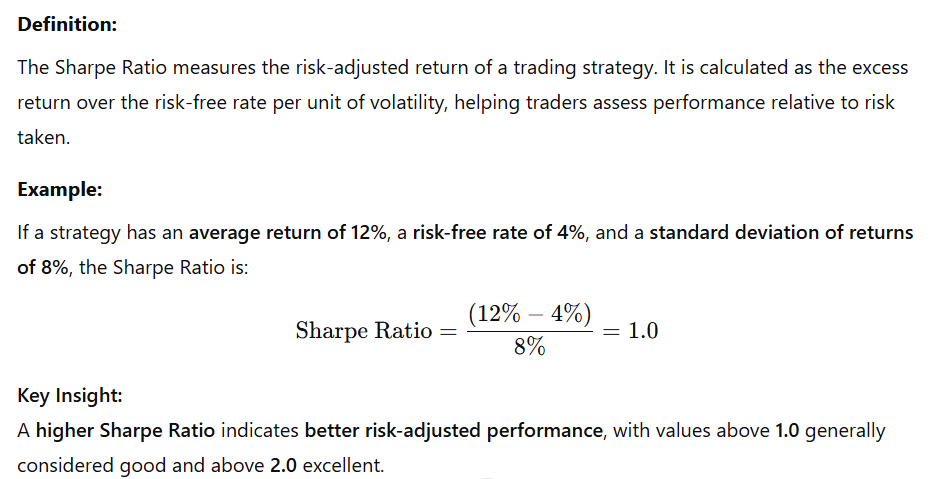 Definition:
The Sharpe Ratio measures the risk-adjusted return of a trading strategy. It is calculated as the excess
return over the risk-free rate per unit of volatility, helping traders assess performance relative to risk
taken.
Example:
If a strategy has an average return of 12%, a risk-free rate of 4%, and a standard deviation of returns
of 8%, the Sharpe Ratio is:
Sharpe Ratio = (12% − 4%) / 8% = 1.0
Key Insight:
A higher Sharpe Ratio indicates better risk-adjusted performance, with values above 1.0 generally
considered good and above 2.0 excellent.